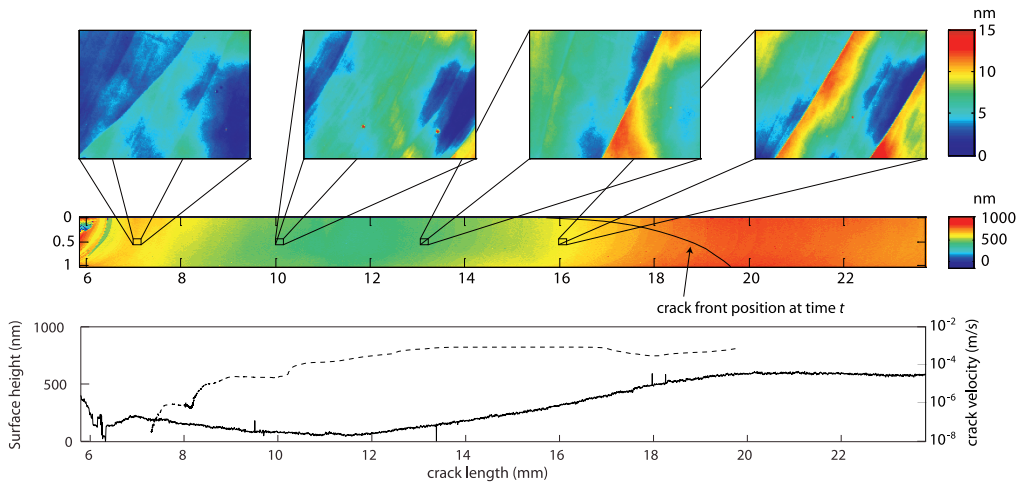 nm
15
10
5
0
nm
1000
500
0
0
0.5
1
6 8 10 12 14 16 18 20 22
crack front position at time t
Surface height (nm)
1000
500
0
10⁻²
10⁻⁴
10⁻⁶
10⁻⁸
crack velocity (m/s)
6 8 10 12 14 16 18 20 22
crack length (mm)